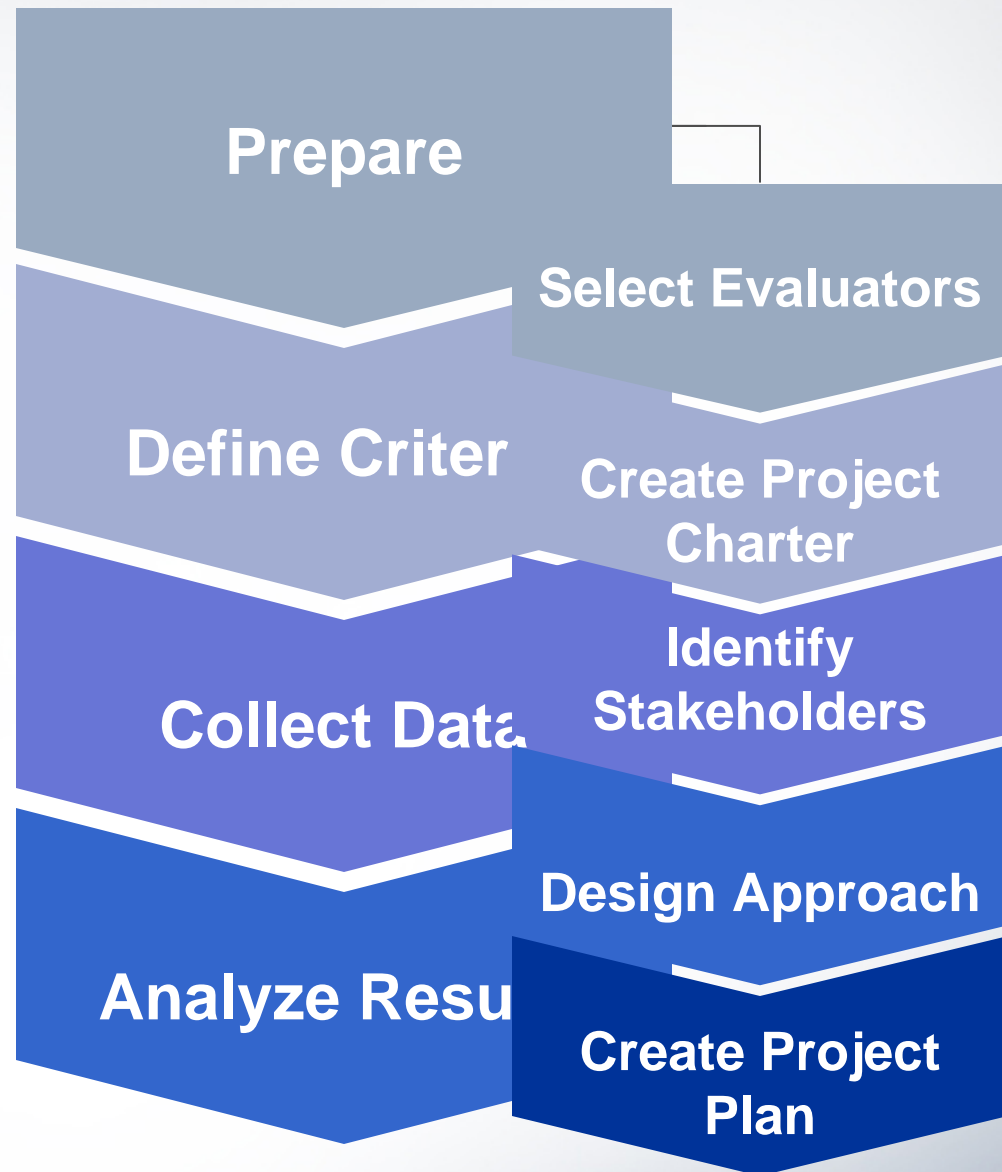 Prepare
Define Criter
Collect Data
Analyze Resu
Select Evaluators
Create Project
Charter
Identify
Stakeholders
Design Approach
Create Project
Plan